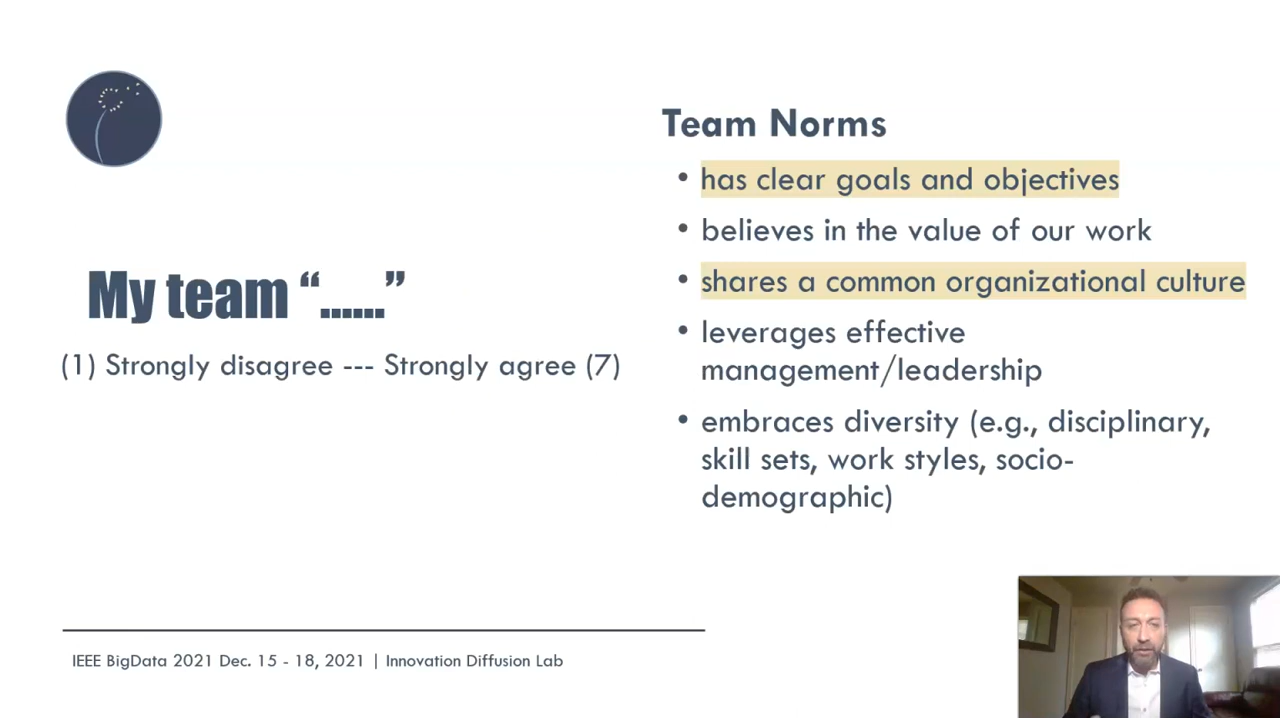 My team “......”
(1) Strongly disagree --- Strongly agree (7)
Team Norms
• has clear goals and objectives
• believes in the value of our work
• shares a common organizational culture
• leverages effective
management/leadership
• embraces diversity (e.g., disciplinary,
skill sets, work styles, socio-
demographic)
IEEE BigData 2021 Dec. 15 - 18, 2021 | Innovation Diffusion Lab